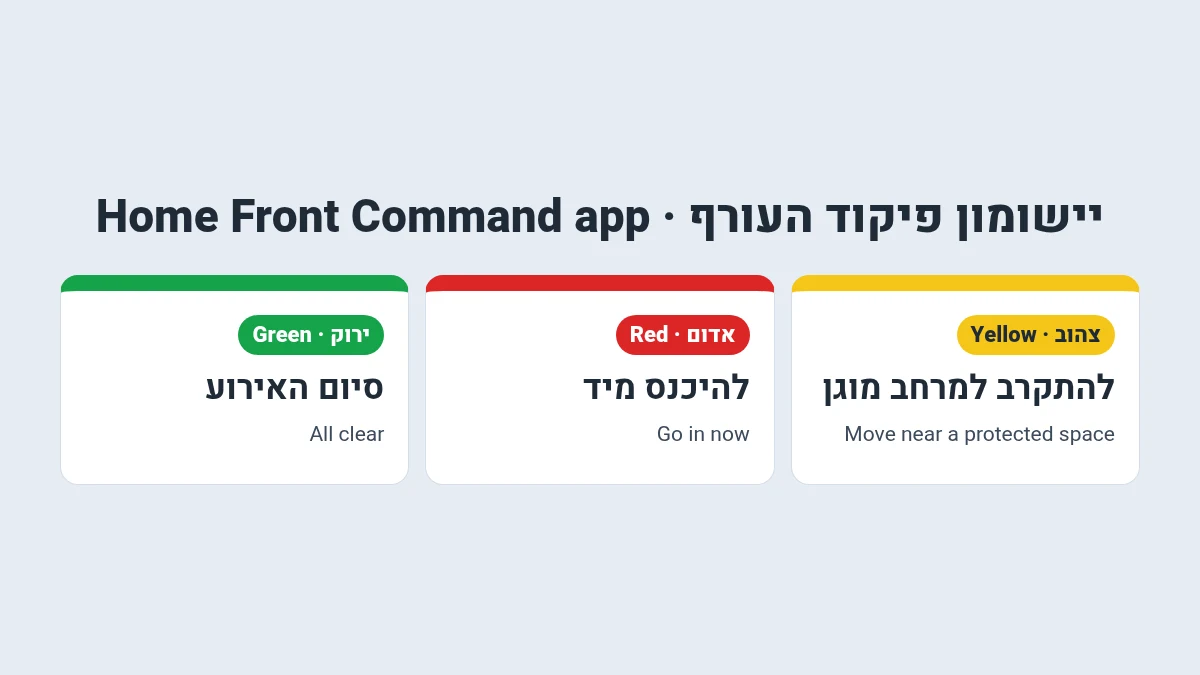 יישומון פיקוד העורף · Home Front Command app
צהוב · Yellow
להתקרב למרחב מוגן
Move near a protected space
אדום · Red
להיכנס מיד
Go in now
ירוק · Green
סיום האירוע
All clear